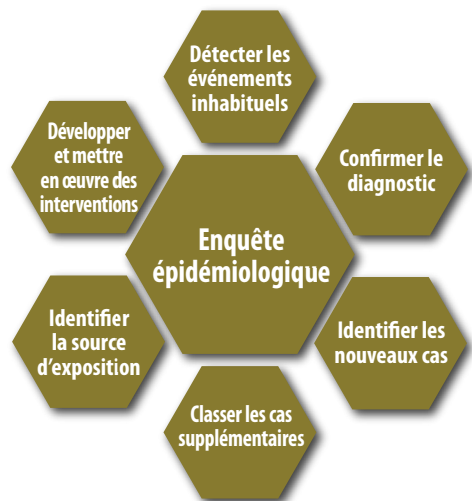 Détecter les
événements
inhabituels
Confirmer le
diagnostic
Identifier les
nouveaux cas
Classer les cas
supplémentaires
Identifier
la source
d'exposition
Développer
et mettre
en œuvre des
interventions
Enquête
épidémiologique